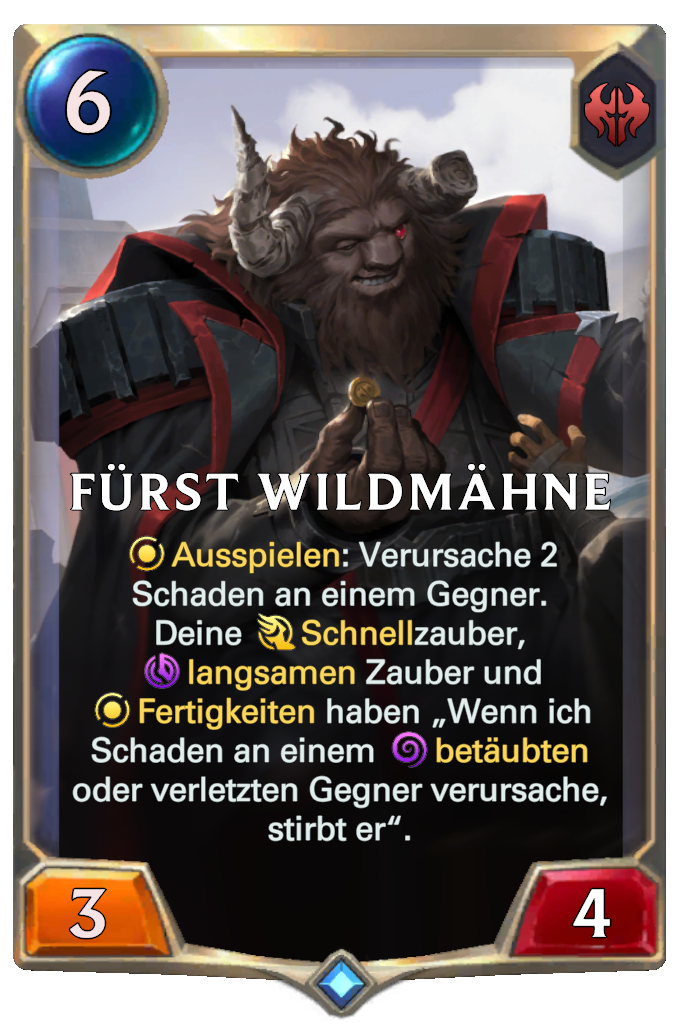 6
FÜRST WILDMÄHNE
Ausspielen: Verursache 2
Schaden an einem Gegner.
Deine Schnellzauber,
langsamen Zauber und
Fertigkeiten haben „Wenn ich
Schaden an einem betäubten
oder verletzten Gegner verursache,
stirbt er“.
3
4